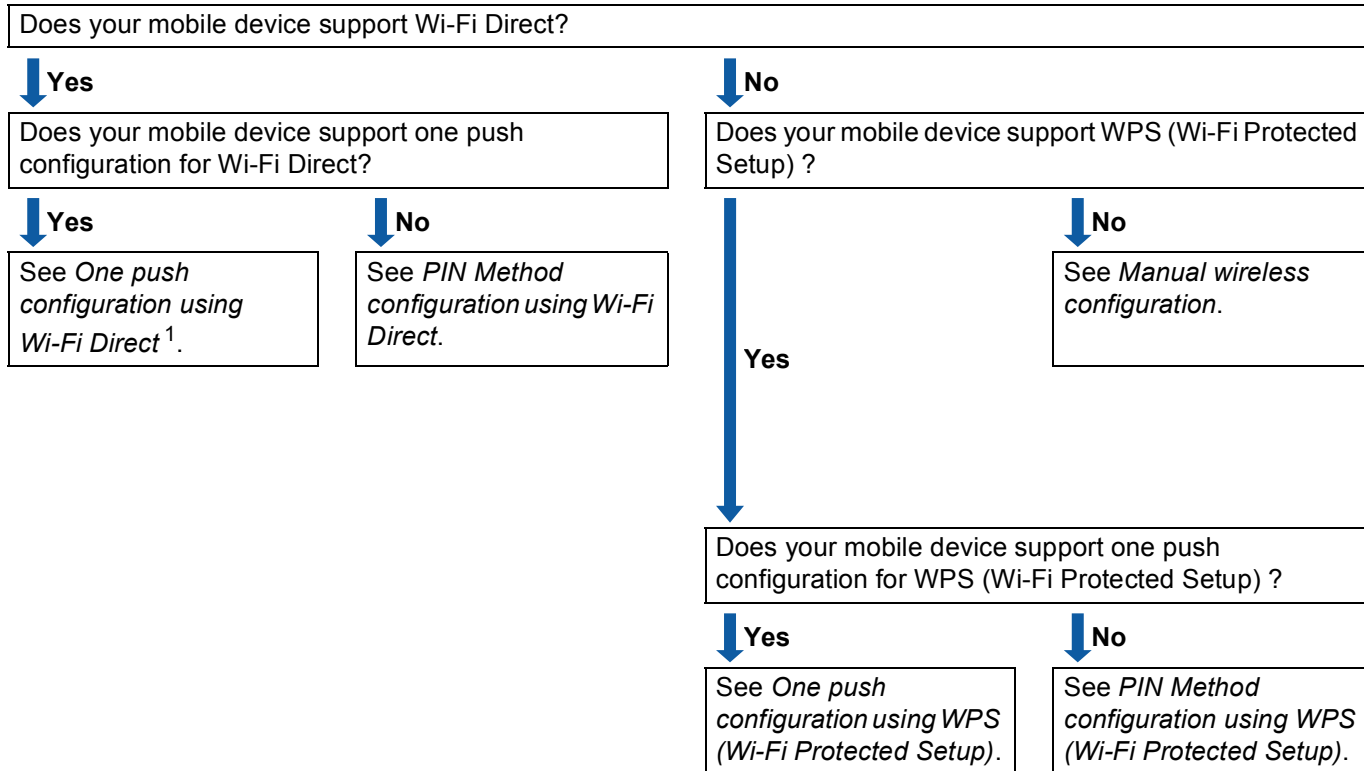 Does your mobile device support Wi-Fi Direct?
Yes
No
Does your mobile device support one push
configuration for Wi-Fi Direct?
Does your mobile device support WPS (Wi-Fi Protected
Setup) ?
Yes
No
No
See One push
configuration using
Wi-Fi Direct 1.
See PIN Method
configuration using Wi-Fi
Direct.
See Manual wireless
configuration.
Yes
Does your mobile device support one push
configuration for WPS (Wi-Fi Protected Setup) ?
Yes
No
See One push
configuration using WPS
(Wi-Fi Protected Setup).
See PIN Method
configuration using WPS
(Wi-Fi Protected Setup).